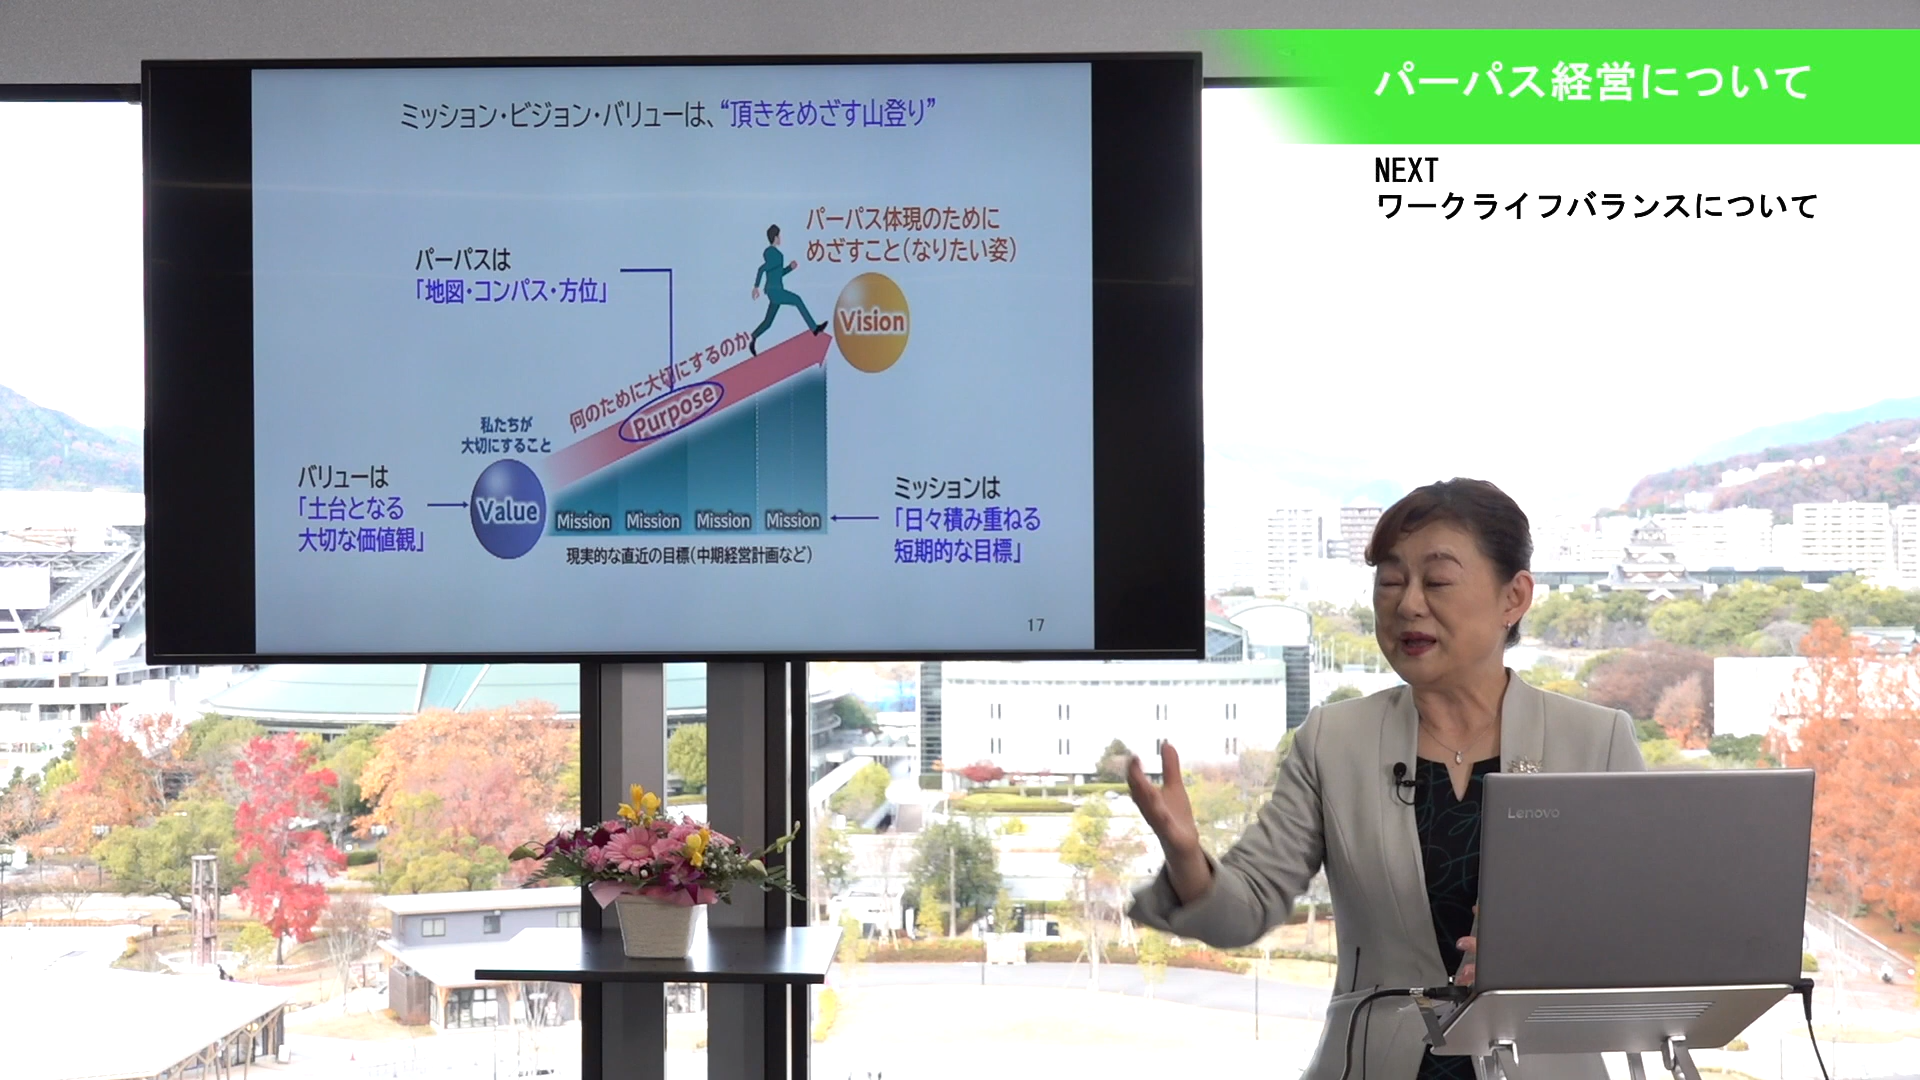 パーパス経営について
NEXT
ワークライフバランスについて
ミッション・ビジョン・バリューは、“頂きをめざす山登り”
パーパス体現のために
めざすこと(なりたい姿)
パーパスは
「地図・コンパス・方位」
Vision
何のために大切にするのか
Purpose
私たちが
大切にすること
バリューは
「土台となる
大切な価値観」
Value
Mission Mission Mission Mission
現実的な直近の目標(中期経営計画など)
ミッションは
「日々積み重ねる
短期的な目標」
17
Lenovo